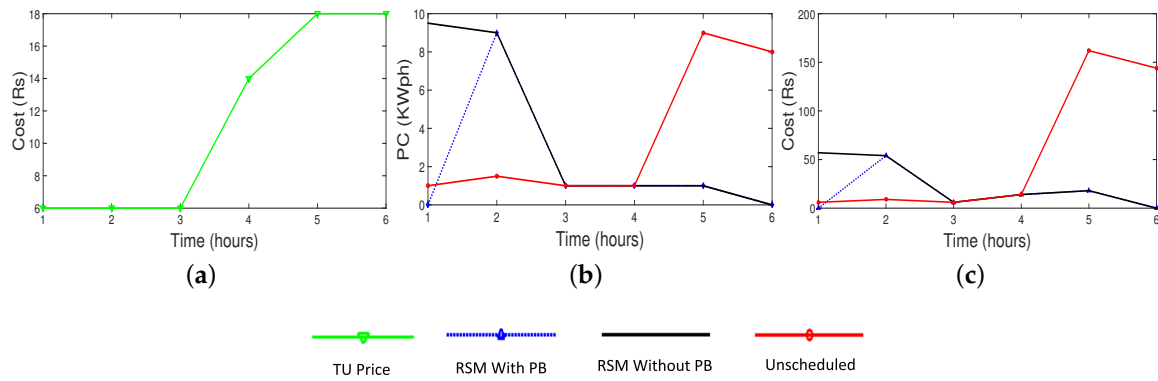 18
16
14
12
10
8
6
Cost (Rs)
1 2 3 4 5 6
Time (hours)
(a)
10
8
6
4
2
0
PC (KWph)
1 2 3 4 5 6
Time (hours)
(b)
200
150
100
50
0
Cost (Rs)
1 2 3 4 5 6
Time (hours)
(c)
TU Price
RSM With PB
RSM Without PB
Unscheduled